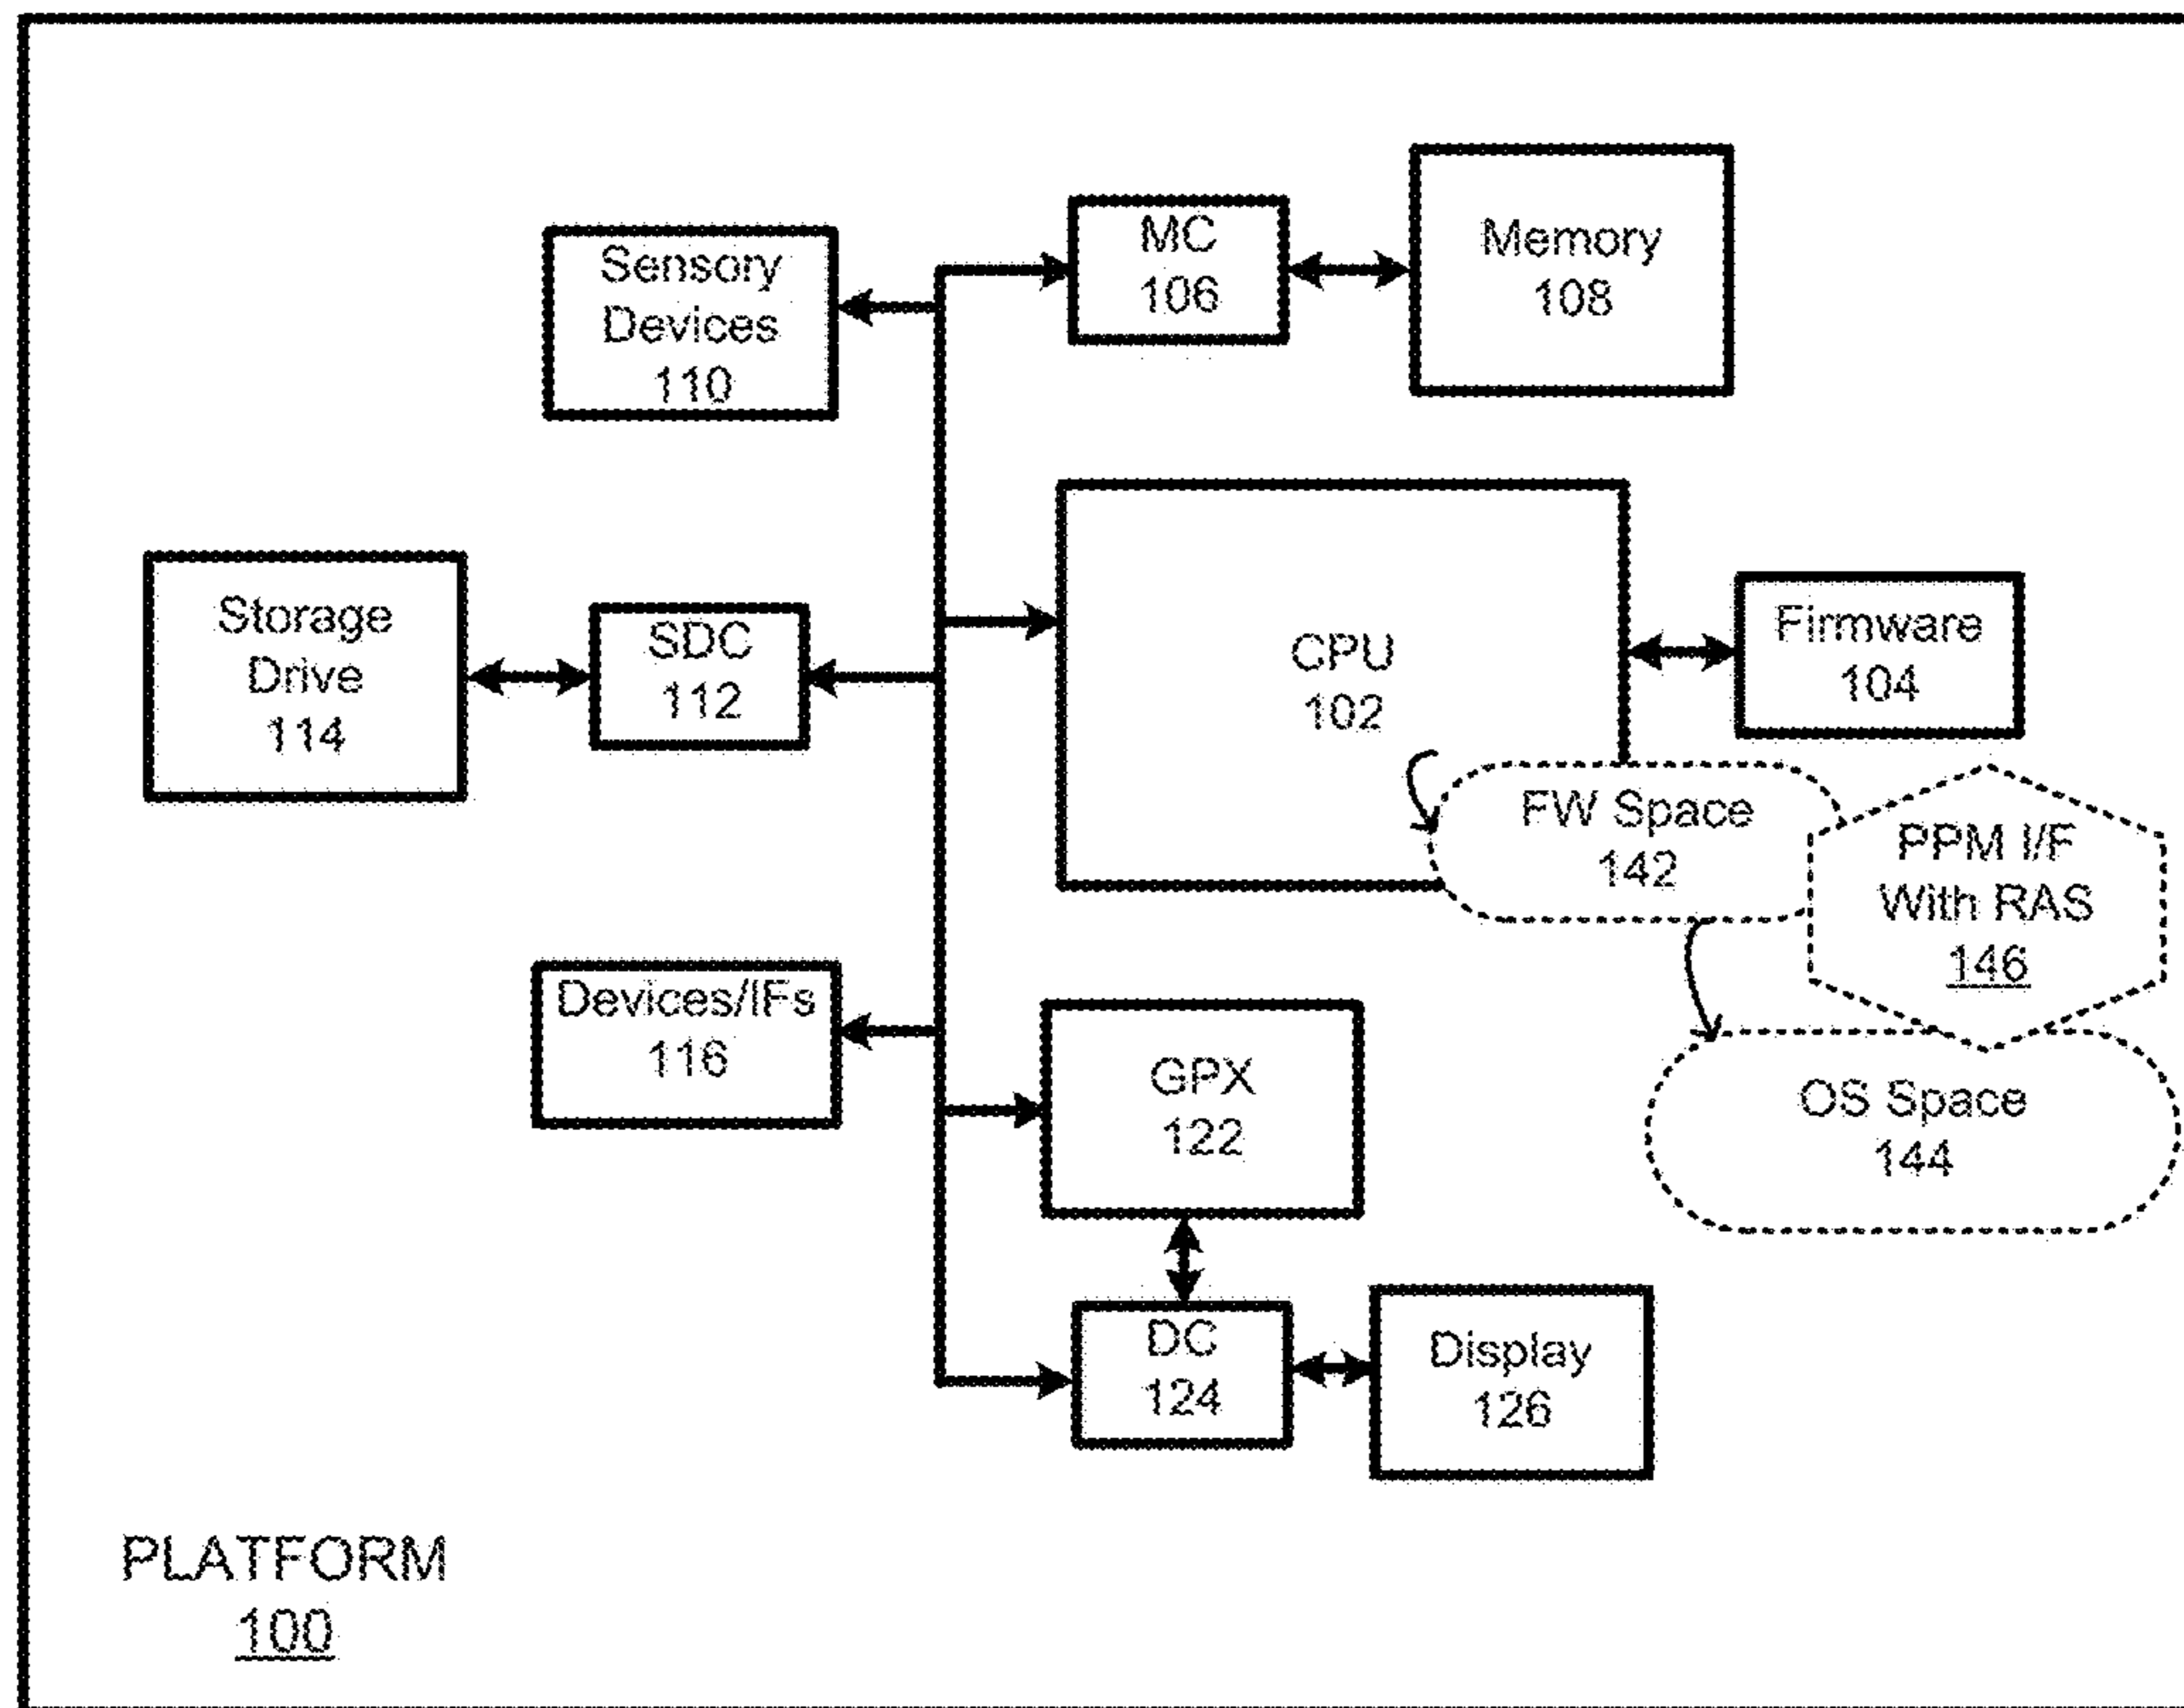 MC
106
Memory
108
Sensory
Devices
110
Storage
Drive
114
SDC
112
CPU
102
Firmware
104
FW Space
142
PPM I/F
With RAS
146
Devices/IFs
116
GPX
122
OS Space
144
DC
124
Display
126
PLATFORM
100